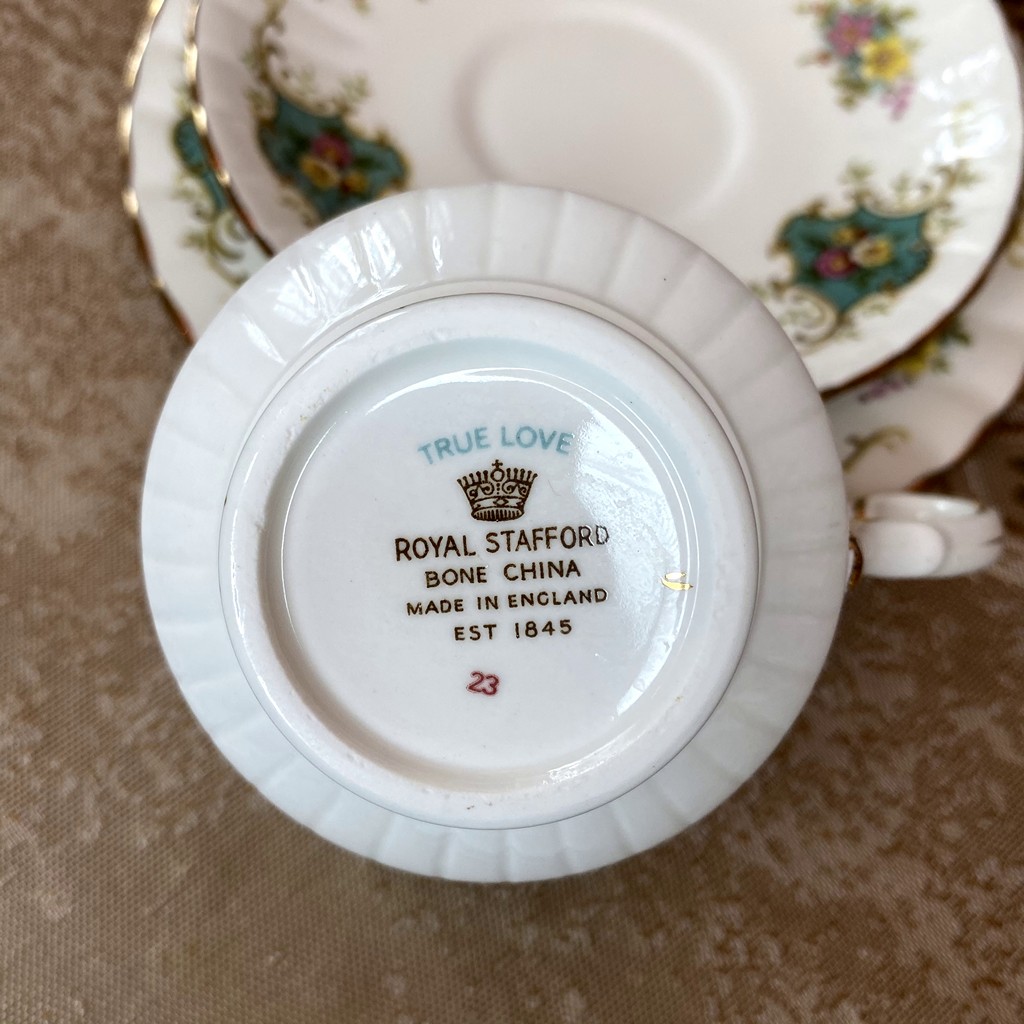 TRUE LOVE
ROYAL STAFFORD
BONE CHINA
MADE IN ENGLAND
EST 1845
23